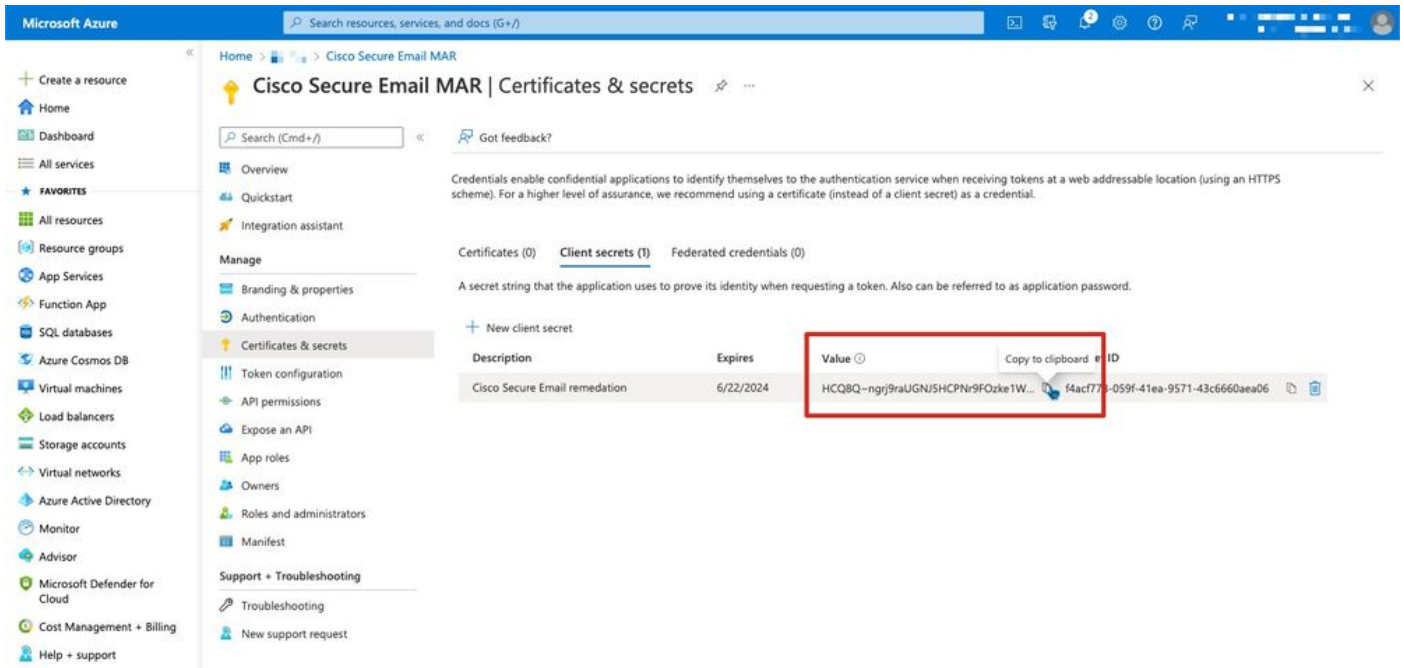 Microsoft Azure
Search resources, services, and docs (G+/)
2
Create a resource
Home
Dashboard
All services
FAVORITES
All resources
Resource groups
App Services
Function App
SQL databases
Azure Cosmos DB
Virtual machines
Load balancers
Storage accounts
Virtual networks
Azure Active Directory
Monitor
Advisor
Microsoft Defender for
Cloud
Cost Management + Billing
Help + support
Home > > Cisco Secure Email MAR
Cisco Secure Email MAR | Certificates & secrets
Search (Cmd+/)
Overview
Quickstart
Integration assistant
Manage
Branding & properties
Authentication
Certificates & secrets
Token configuration
API permissions
Expose an API
App roles
Owners
Roles and administrators
Manifest
Support + Troubleshooting
Troubleshooting
New support request
Got feedback?
Credentials enable confidential applications to identify themselves to the authentication service when receiving tokens at a web addressable location (using an HTTPS
scheme). For a higher level of assurance, we recommend using a certificate (instead of a client secret) as a credential.
Certificates (0) Client secrets (1) Federated credentials (0)
A secret string that the application uses to prove its identity when requesting a token. Also can be referred to as application password.
New client secret
Description Expires Value Copy to clipboard ID
Cisco Secure Email remedation 6/22/2024 HCQ8Q~ngrj9raUGNJ5HCPNr9FOzke1W...